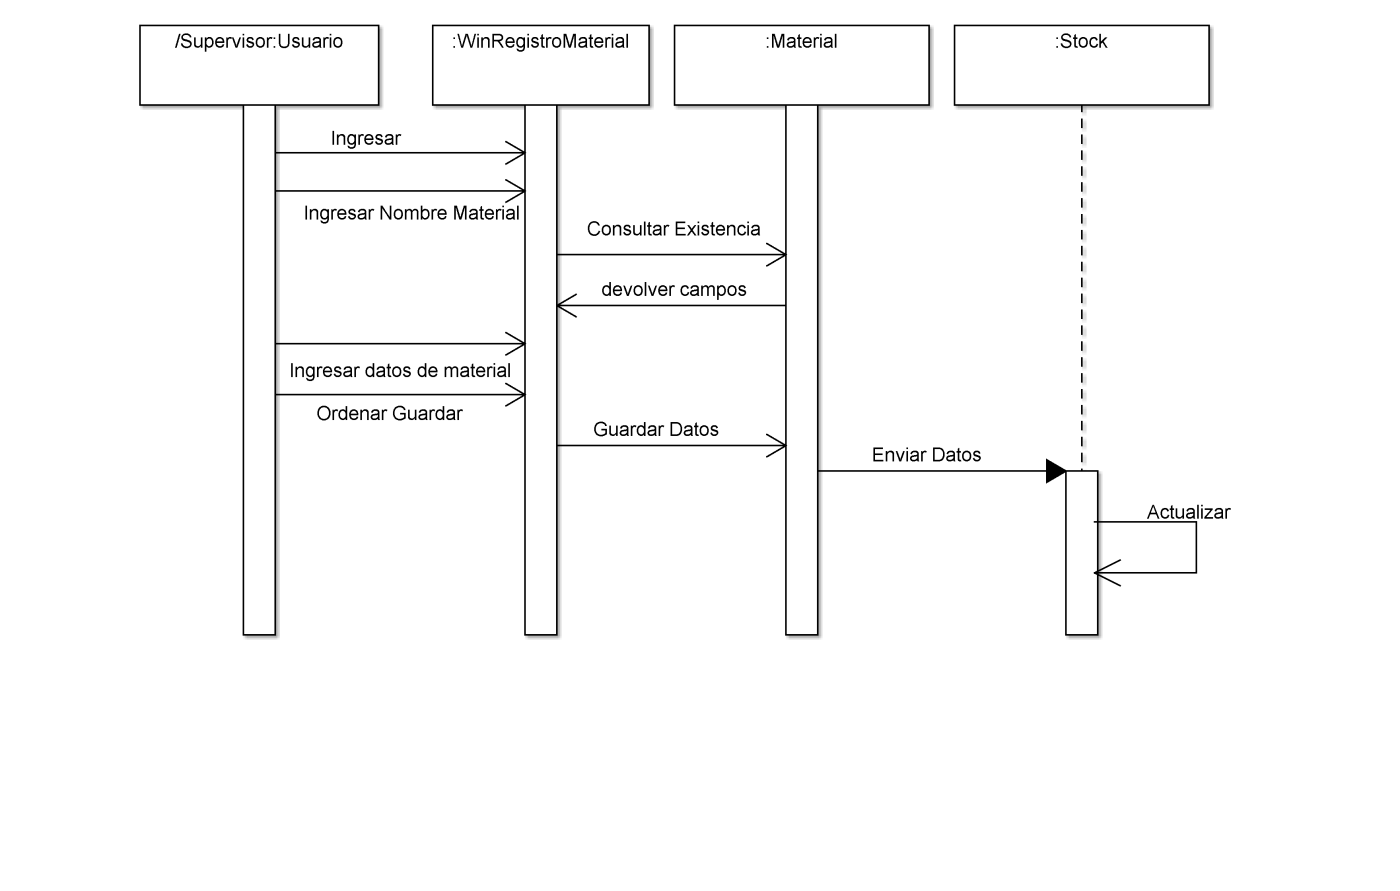 /Supervisor:Usuario
:WinRegistroMaterial
:Material
:Stock
Ingresar
Ingresar Nombre Material
Consultar Existencia
devolver campos
Ingresar datos de material
Ordenar Guardar
Guardar Datos
Enviar Datos
Actualizar